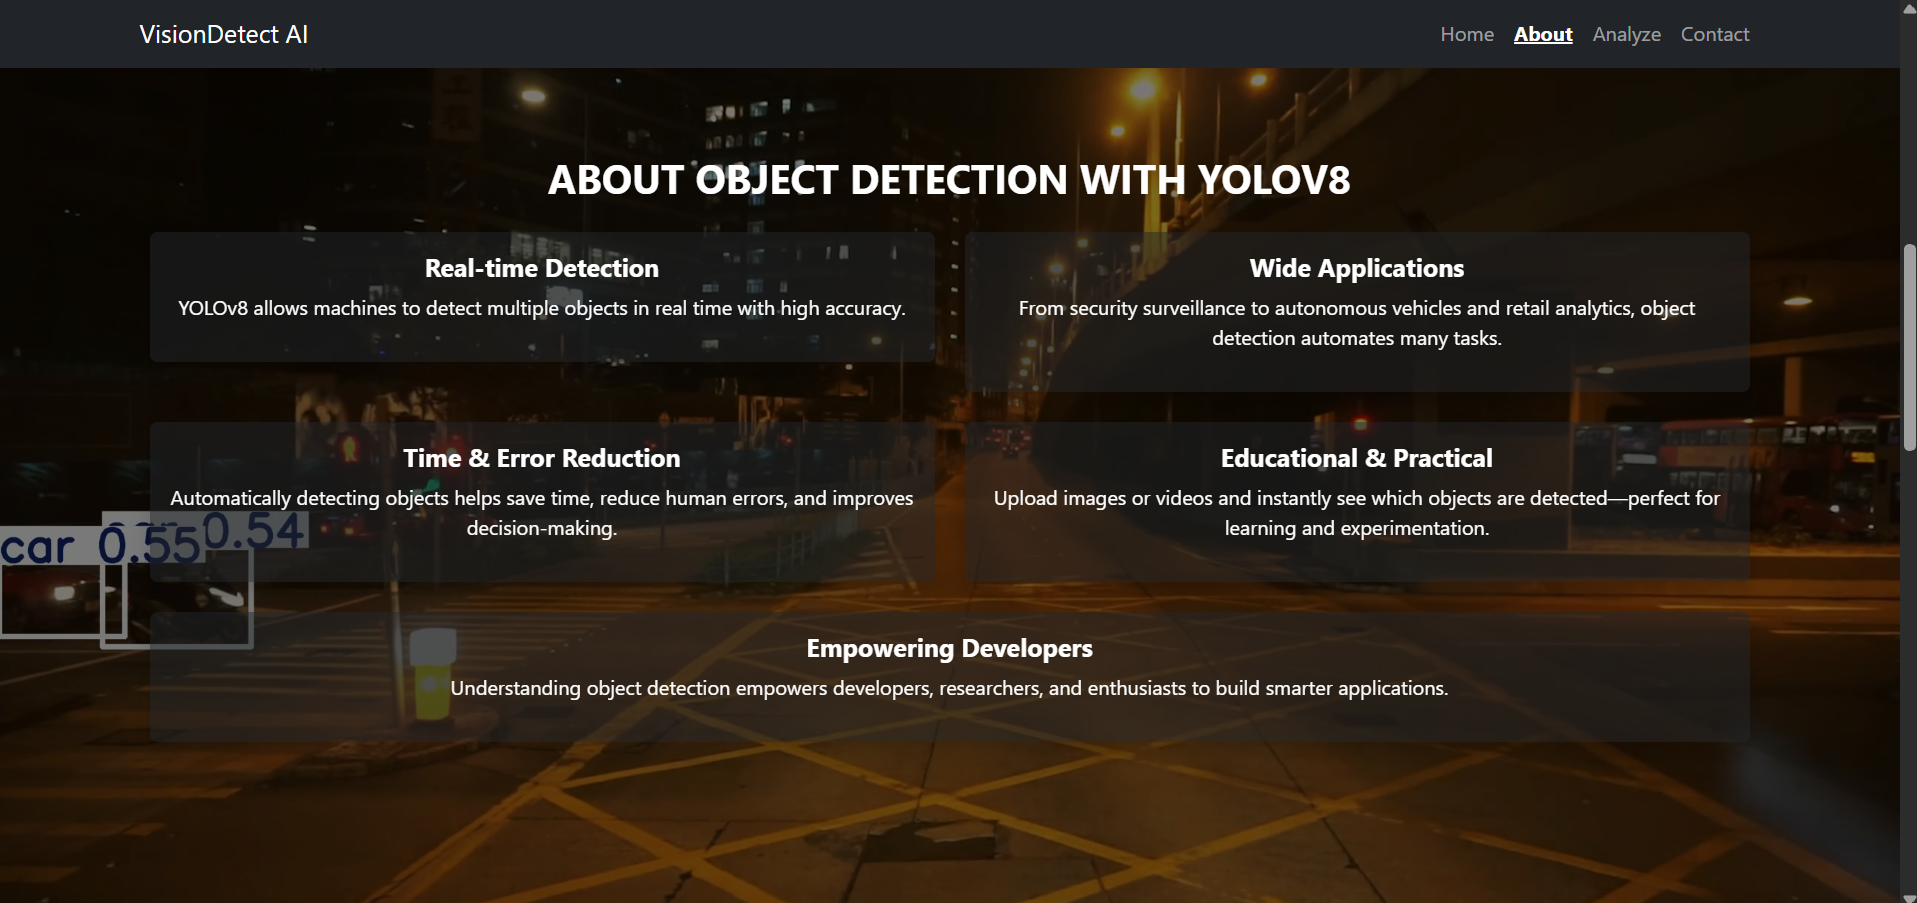 VisionDetect AI
Home About Analyze Contact
ABOUT OBJECT DETECTION WITH YOLOV8
Real-time Detection
YOLOv8 allows machines to detect multiple objects in real time with high accuracy.
Wide Applications
From security surveillance to autonomous vehicles and retail analytics, object
detection automates many tasks.
Time & Error Reduction
Automatically detecting objects helps save time, reduce human errors, and improves
decision-making.
Educational & Practical
Upload images or videos and instantly see which objects are detected—perfect for
learning and experimentation.
car 0.55
0.54
Empowering Developers
Understanding object detection empowers developers, researchers, and enthusiasts to build smarter applications.